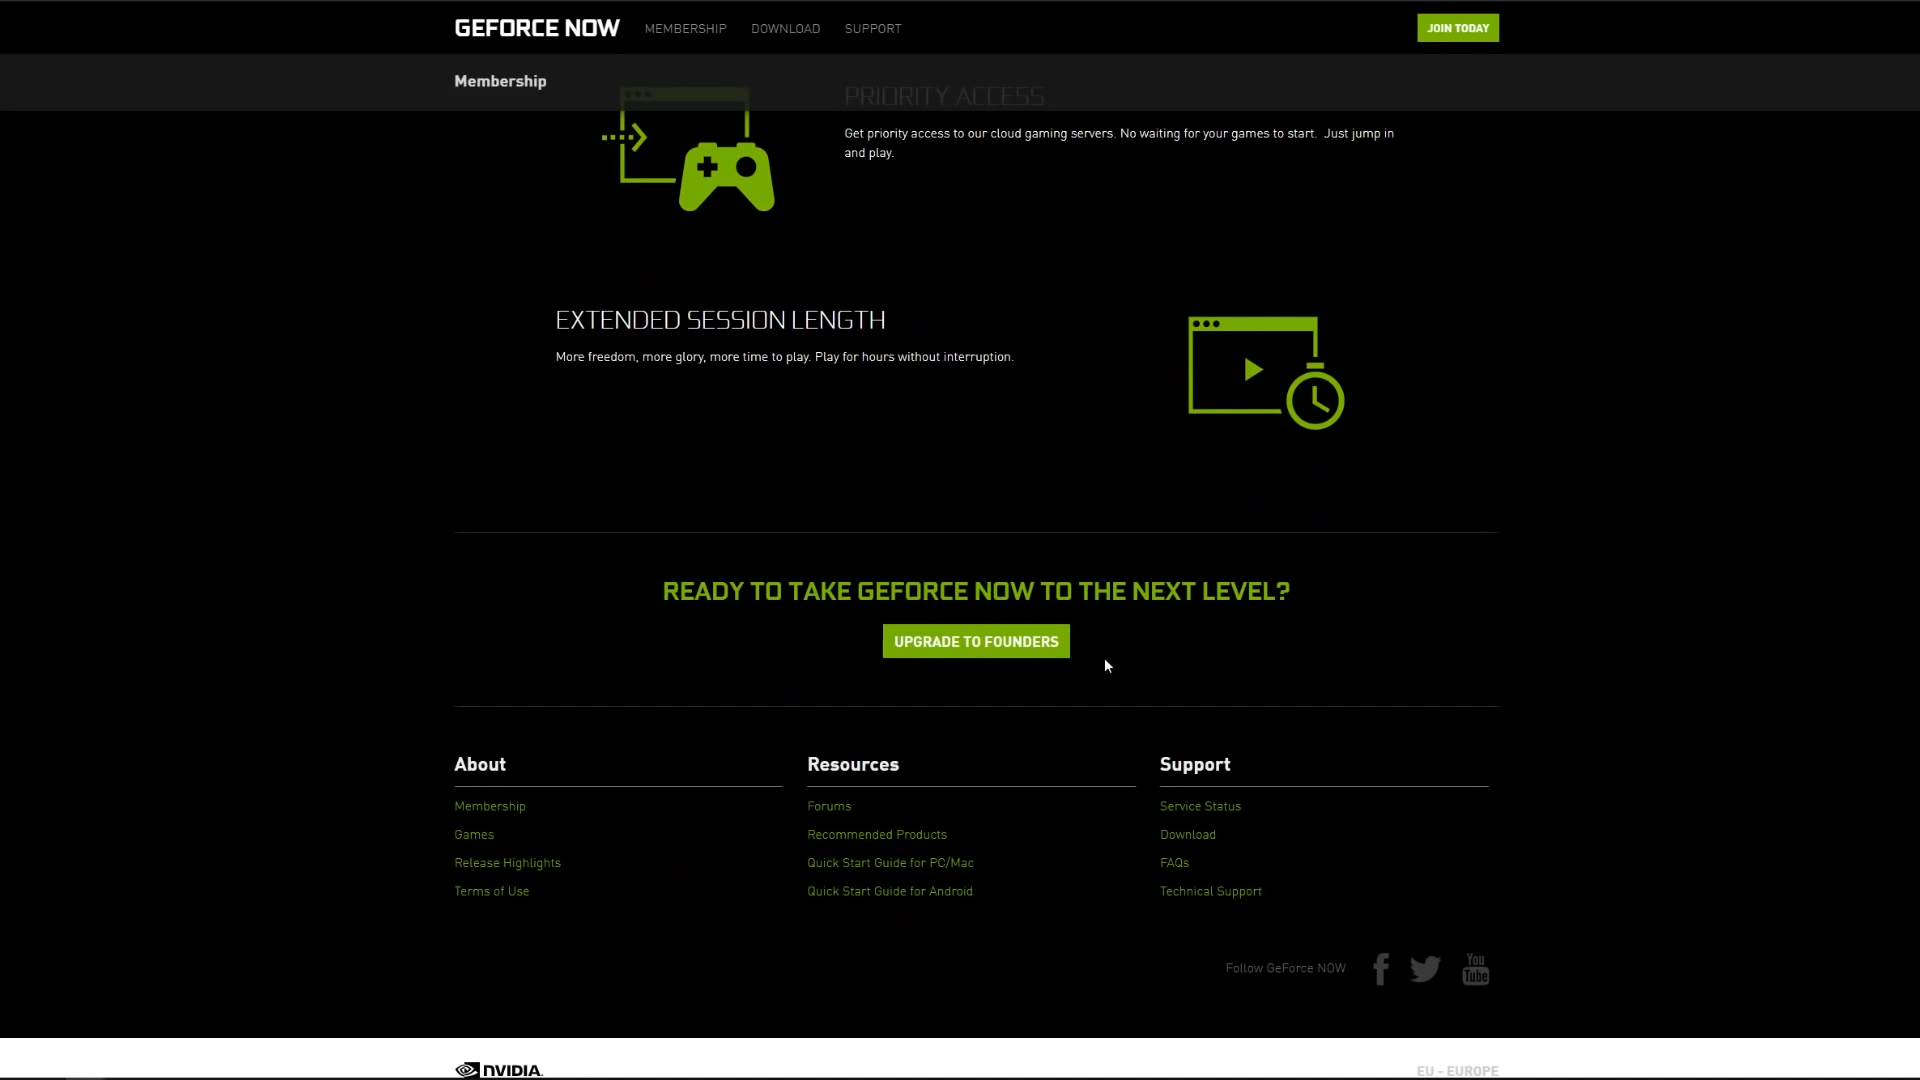 GEFORCE NOW
MEMBERSHIP
DOWNLOAD
SUPPORT
JOIN TODAY
Membership
PRIORITY ACCESS
Get priority access to our cloud gaming servers. No waiting for your games to start. Just jump in
and play.
EXTENDED SESSION LENGTH
More freedom, more glory, more time to play. Play for hours without interruption.
READY TO TAKE GEFORCE NOW TO THE NEXT LEVEL?
UPGRADE TO FOUNDERS
About
Membership
Games
Release Highlights
Terms of Use
Resources
Forums
Recommended Products
Quick Start Guide for PC/Mac
Quick Start Guide for Android
Support
Service Status
Download
FAQs
Technical Support
Follow GeForce NOW
You
Tube
NVIDIA.
EU - EUROPE